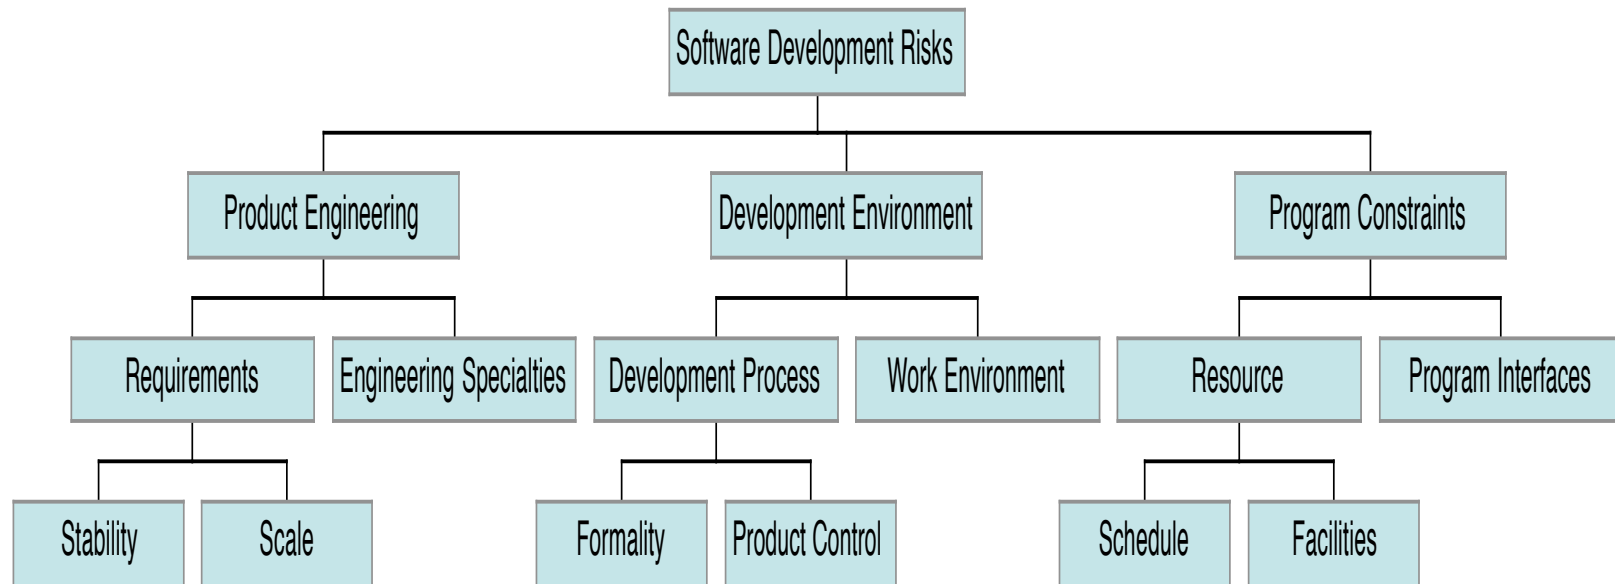 Software Development Risks
Product Engineering
Development Environment
Program Constraints
Requirements
Engineering Specialties
Development Process
Work Environment
Resource
Program Interfaces
Stability
Scale
Formality
Product Control
Schedule
Facilities